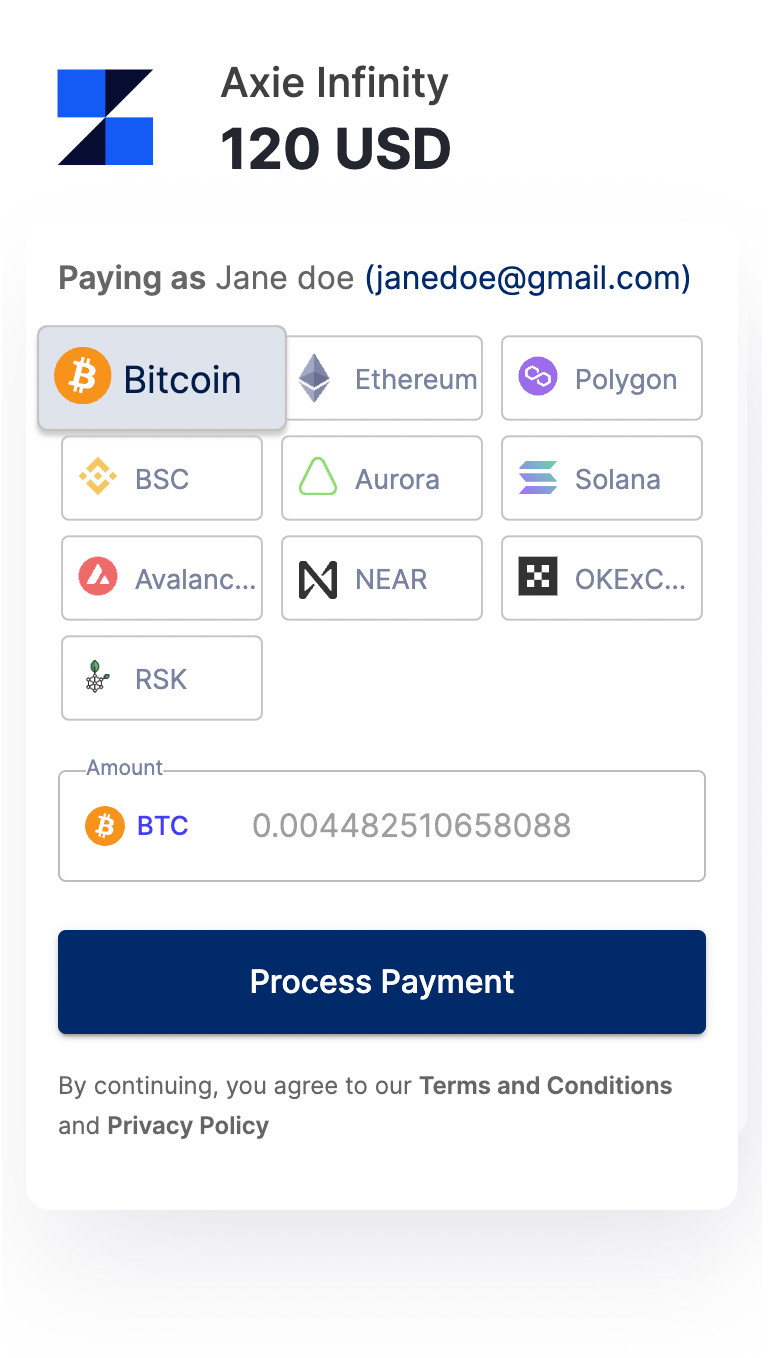 Axie Infinity
120 USD
Paying as Jane doe (janedoe@gmail.com)
Bitcoin
Ethereum
Polygon
BSC
Aurora
Solana
Avalanc...
NEAR
OKExC...
RSK
Amount
BTC 0.004482510658088
Process Payment
By continuing, you agree to our Terms and Conditions
and Privacy Policy